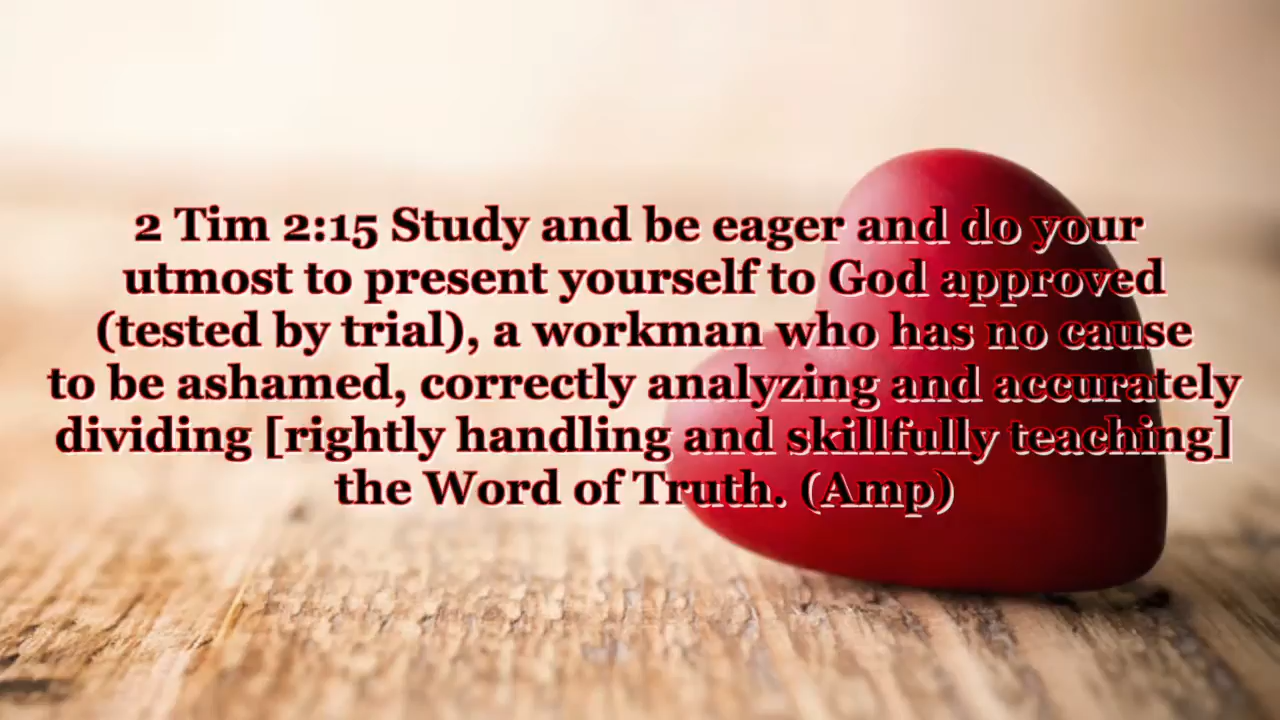 2 Tim 2:15 Study and be eager and do your
utmost to present yourself to God approved
(tested by trial), a workman who has no cause
to be ashamed, correctly analyzing and accurately
dividing [rightly handling and skillfully teaching]
the Word of Truth. (Amp)